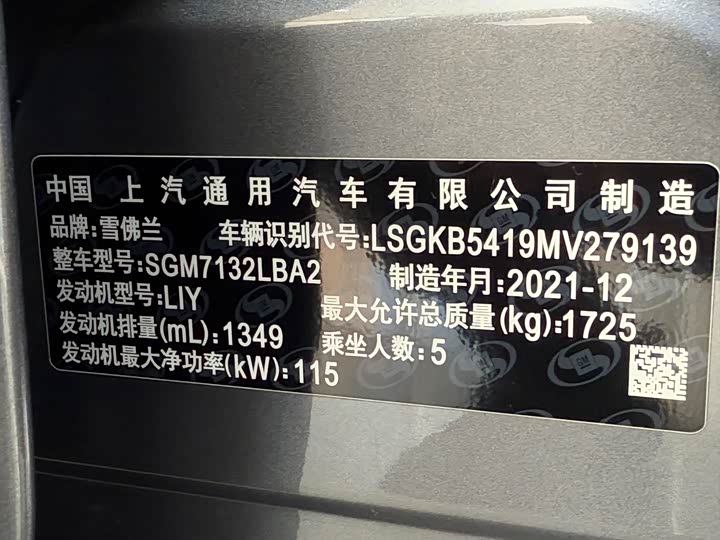 中国 上汽通用汽车有限公司制造
品牌:雪佛兰 车辆识别代号:LSGKB5419MV279139
整车型号:SGM7132LBA2 制造年月:2021-12
发动机型号:LIY 最大允许总质量(kg):1725
发动机排量(mL):1349 乘坐人数:5
发动机最大净功率(kW):115